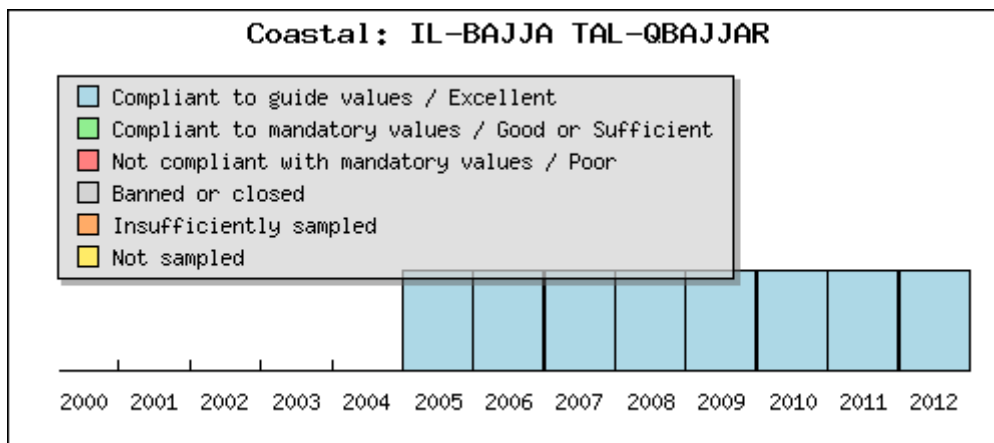 Coastal: IL-BAJJA TAL-QBAJJAR
Compliant to guide values / Excellent
Compliant to mandatory values / Good or Sufficient
Not compliant with mandatory values / Poor
Banned or closed
Insufficiently sampled
Not sampled
2000 2001 2002 2003 2004 2005 2006 2007 2008 2009 2010 2011 2012